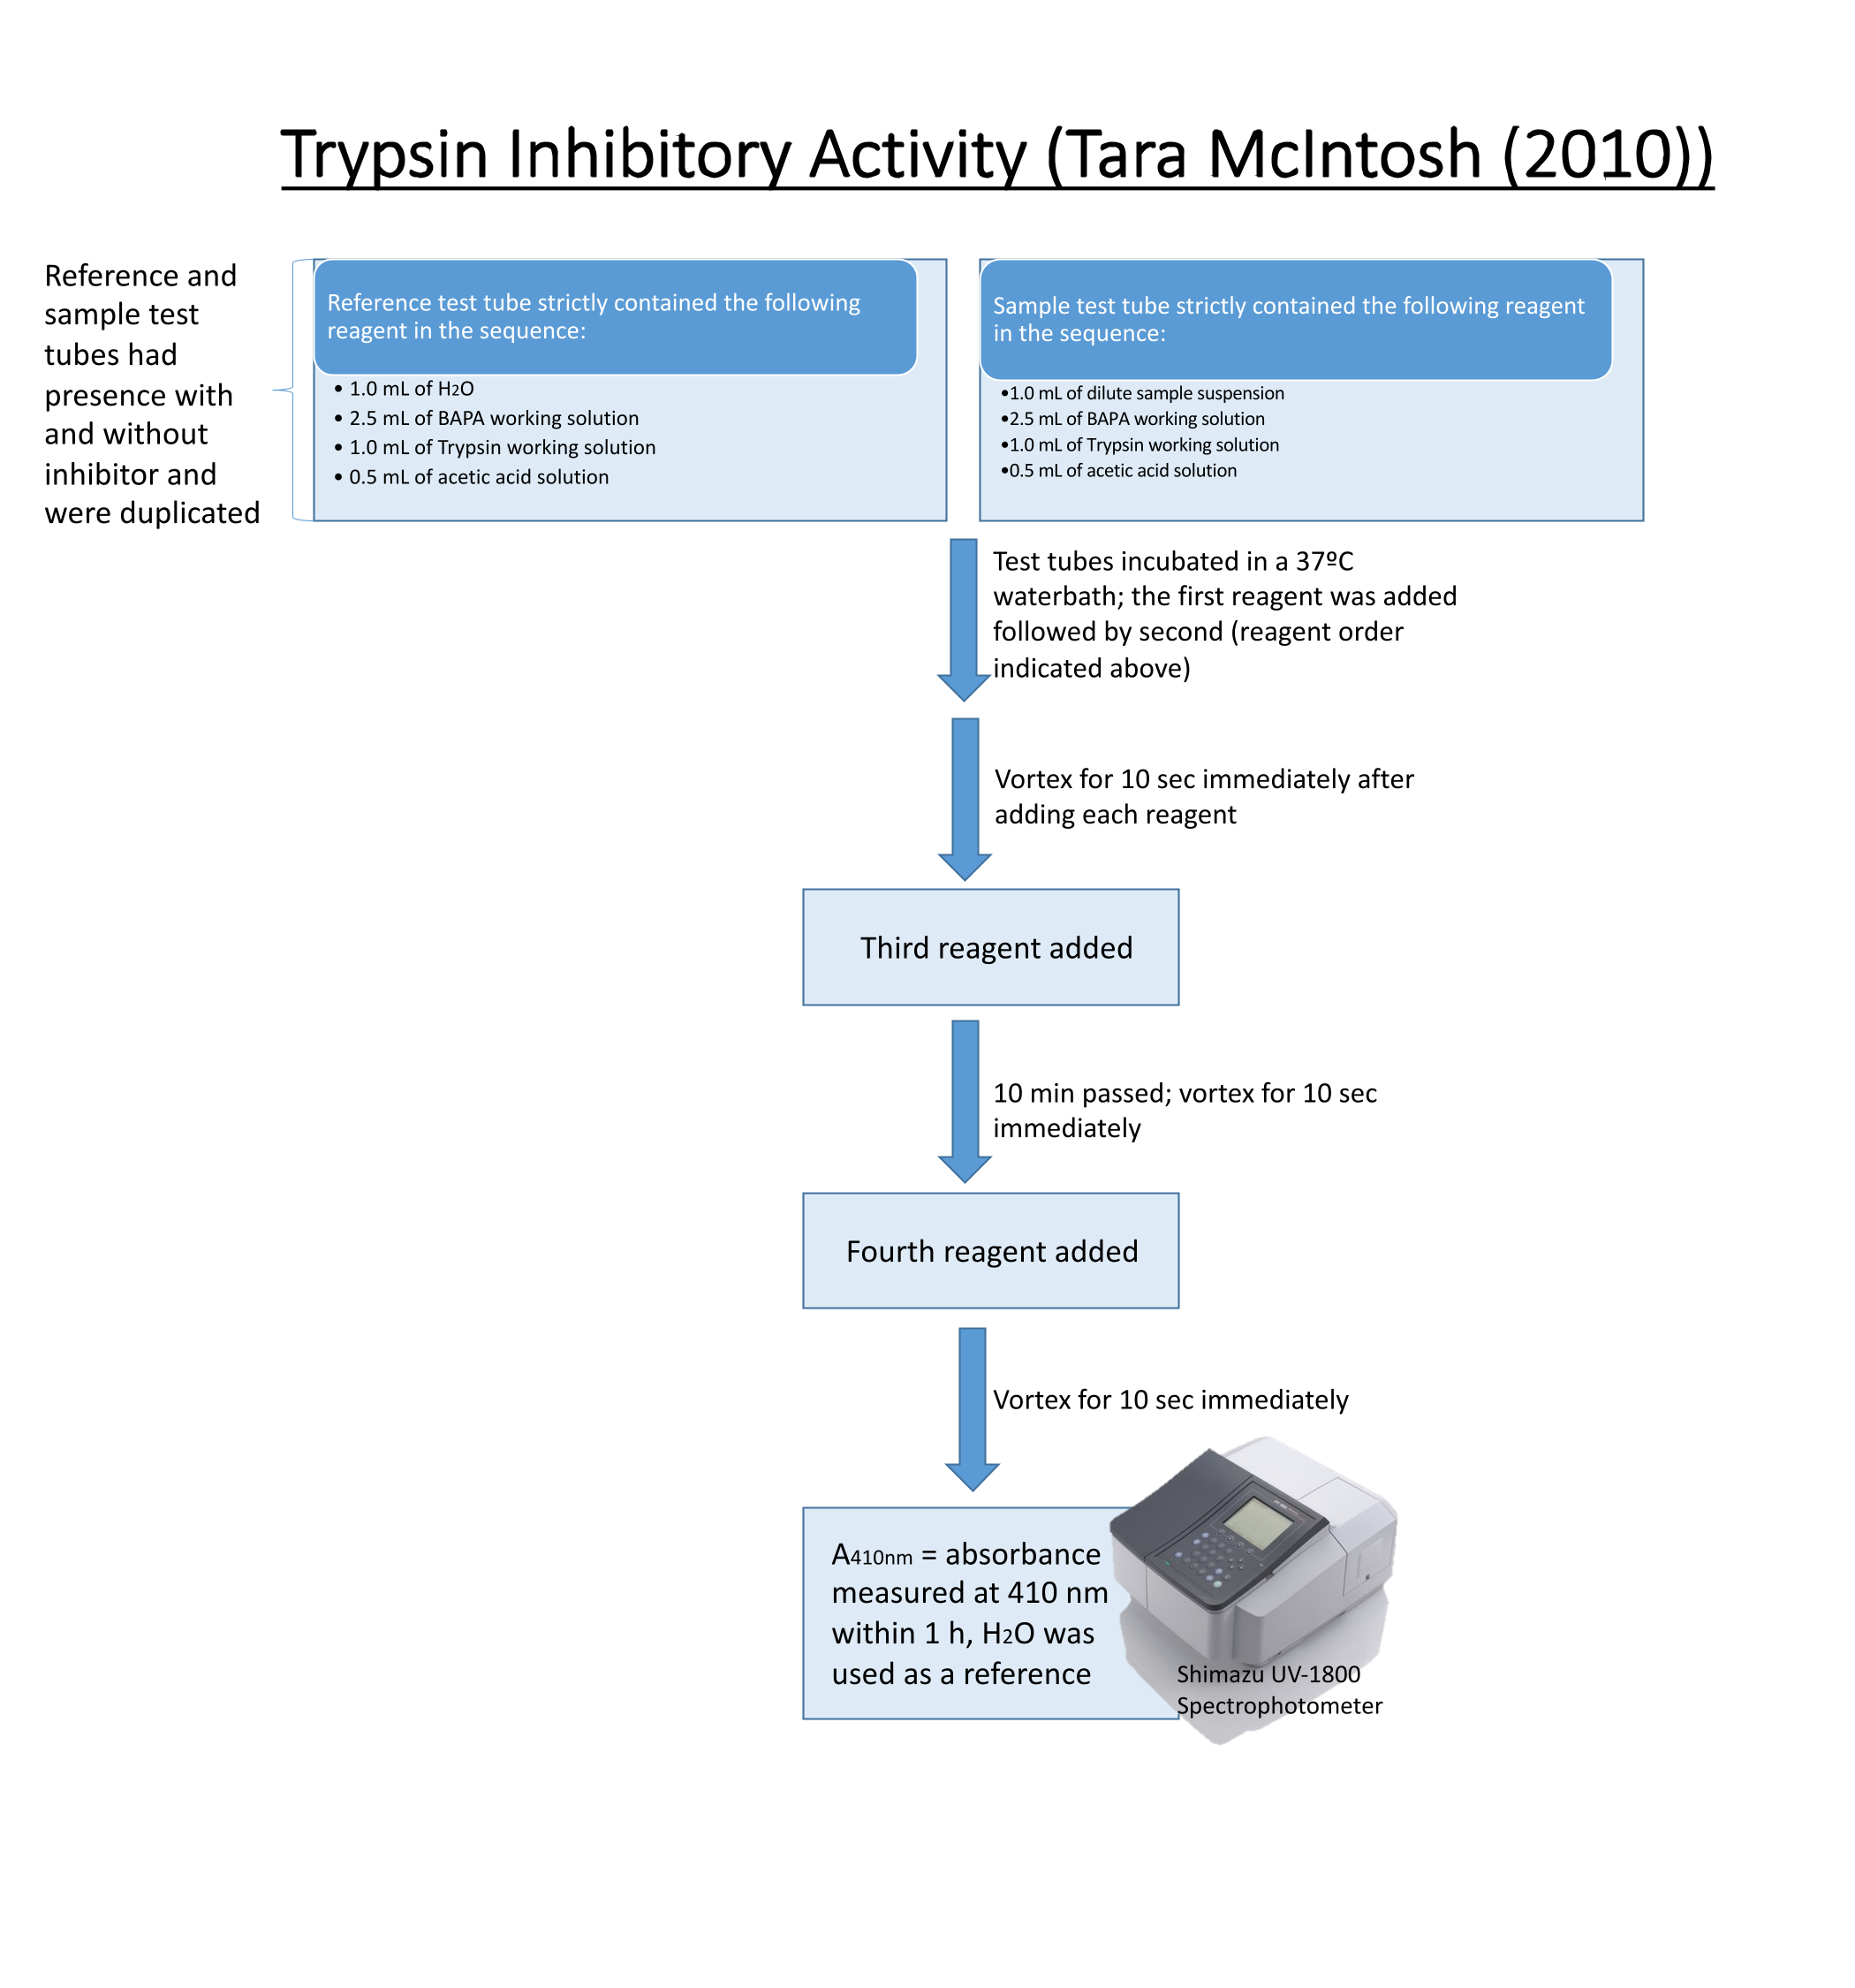 Trypsin Inhibitory Activity (Tara McIntosh (2010))
Reference and
sample test
tubes had
presence with
and without
inhibitor and
were duplicated
Reference test tube strictly contained the following
reagent in the sequence:
• 1.0 mL of H2O
• 2.5 mL of BAPA working solution
• 1.0 mL of Trypsin working solution
• 0.5 mL of acetic acid solution
Sample test tube strictly contained the following reagent
in the sequence:
•1.0 mL of dilute sample suspension
•2.5 mL of BAPA working solution
•1.0 mL of Trypsin working solution
•0.5 mL of acetic acid solution
Test tubes incubated in a 37ºC
waterbath; the first reagent was added
followed by second (reagent order
indicated above)
Vortex for 10 sec immediately after
adding each reagent
Third reagent added
10 min passed; vortex for 10 sec
immediately
Fourth reagent added
Vortex for 10 sec immediately
A410nm = absorbance
measured at 410 nm
within 1 h, H2O was
used as a reference
Shimazu UV-1800
Spectrophotometer